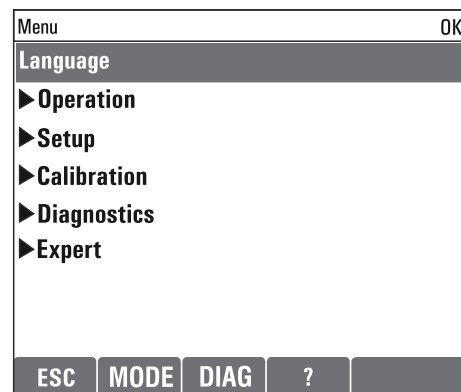 Menu OK
Language
▶Operation
▶Setup
▶Calibration
▶Diagnostics
▶Expert
ESC MODE DIAG ?